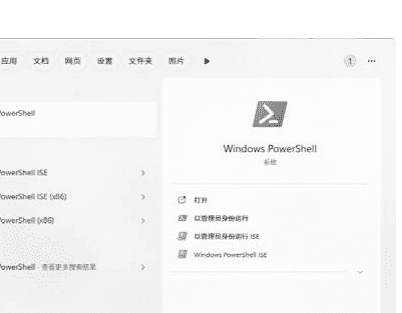 应用 文档 网页 设置 文件夹 照片 1
PowerShell
Windows PowerShell
系统
PowerShell ISE
PowerShell ISE (x86)
PowerShell (x86)
PowerShell - 查看更多搜索结果
打开
以管理员身份运行
以管理员身份运行 ISE
Windows PowerShell ISE